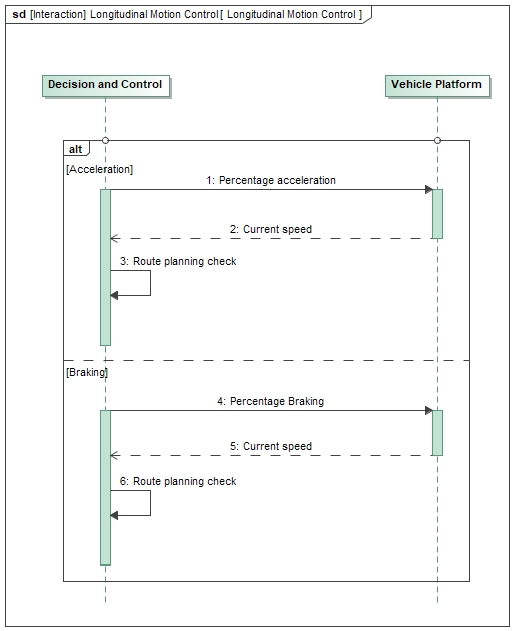 sd [Interaction] Longitudinal Motion Control[ Longitudinal Motion Control ]
Decision and Control
Vehicle Platform
alt
[Acceleration]
1: Percentage acceleration
2: Current speed
3: Route planning check
[Braking]
4: Percentage Braking
5: Current speed
6: Route planning check